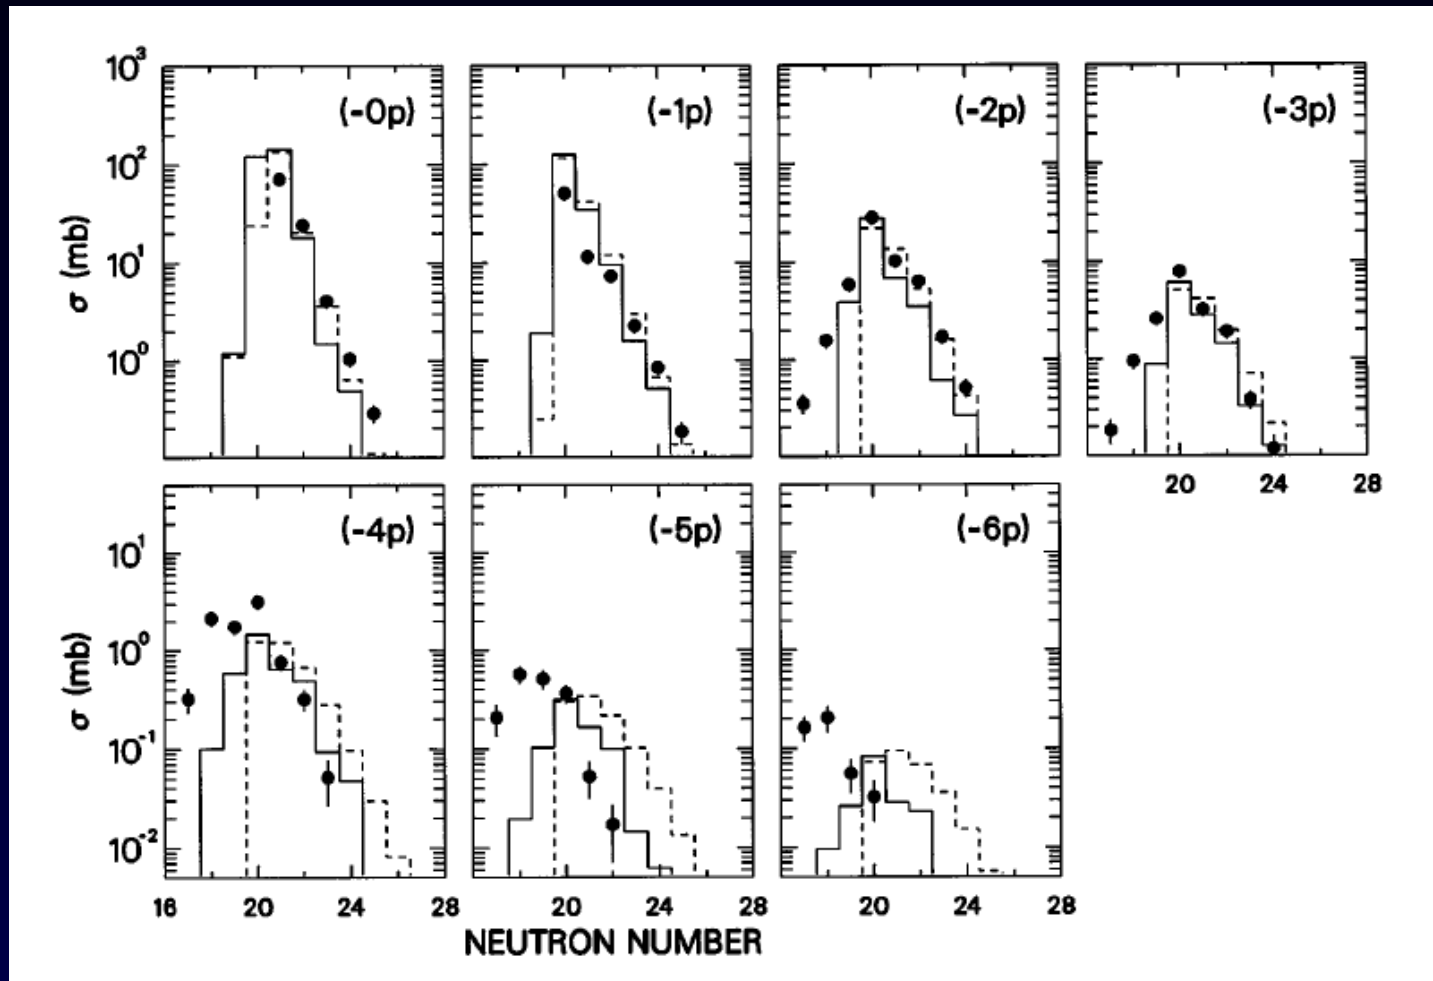 10³
(-0p) (-1p) (-2p) (-3p)
10²
σ (mb)
10¹
10⁰
20 24 28
(-4p) (-5p) (-6p)
10¹
10⁰
σ (mb)
10⁻¹
10⁻²
16 20 24 28 20 24 28 20 24 28
NEUTRON NUMBER